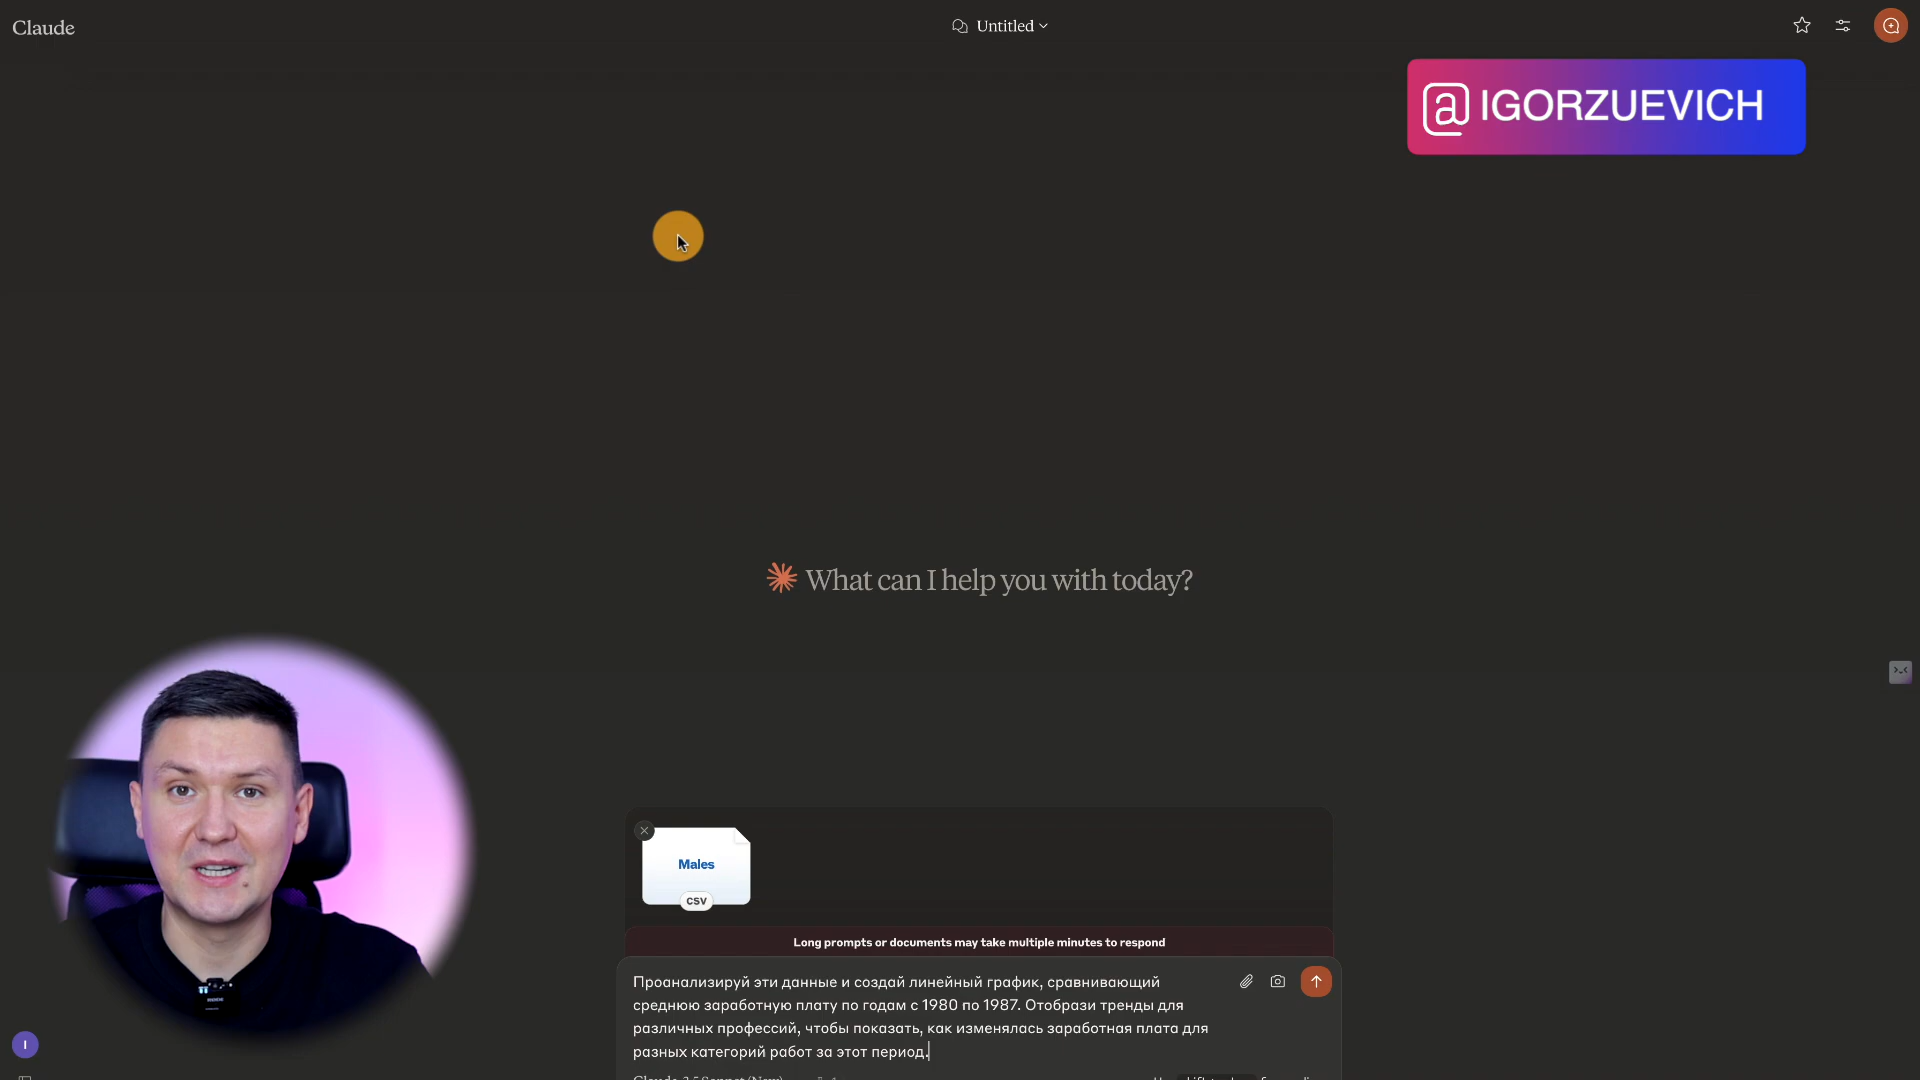 Claude
Untitled
@IGORZUEVICH
What can I help you with today?
Males
CSV
Long prompts or documents may take multiple minutes to respond
Проанализируй эти данные и создай линейный график, сравнивающий
среднюю заработную плату по годам с 1980 по 1987. Отобрази тренды для
различных профессий, чтобы показать, как изменялась заработная плата для
разных категорий работ за этот период.
I